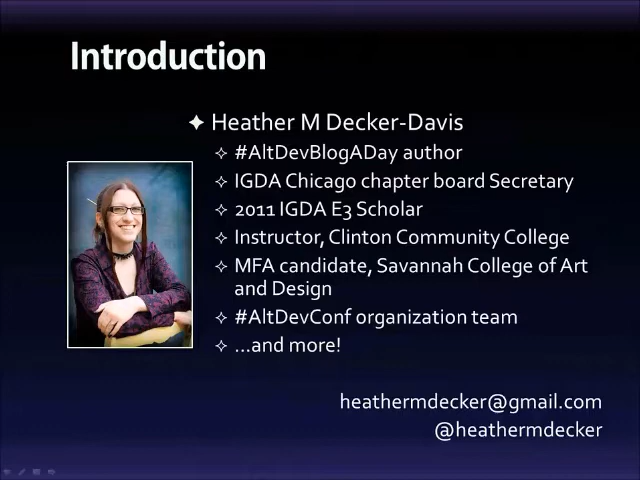 Introduction
Heather M Decker-Davis
#AltDevBlogADay author
IGDA Chicago chapter board Secretary
2011 IGDA E3 Scholar
Instructor, Clinton Community College
MFA candidate, Savannah College of Art
and Design
#AltDevConf organization team
...and more!
heathermdecker@gmail.com
@heathermdecker